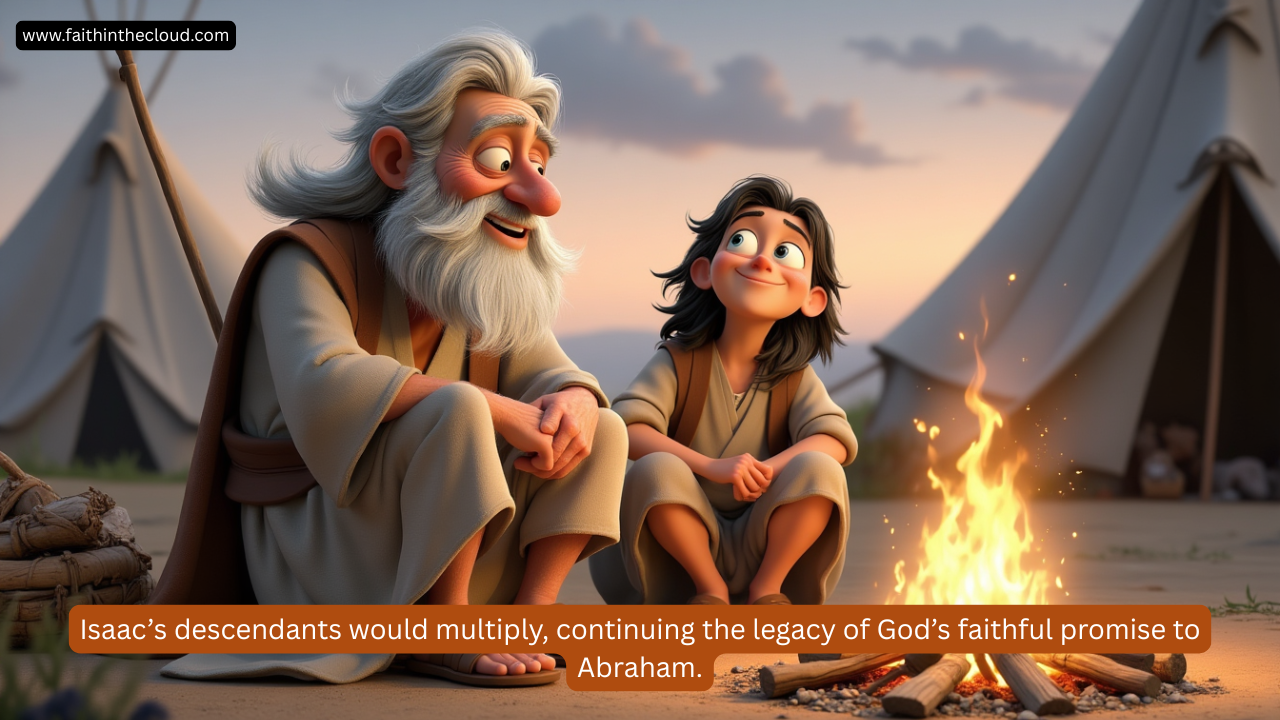 www.faithinthecloud.com
Isaac’s descendants would multiply, continuing the legacy of God’s faithful promise to
Abraham.